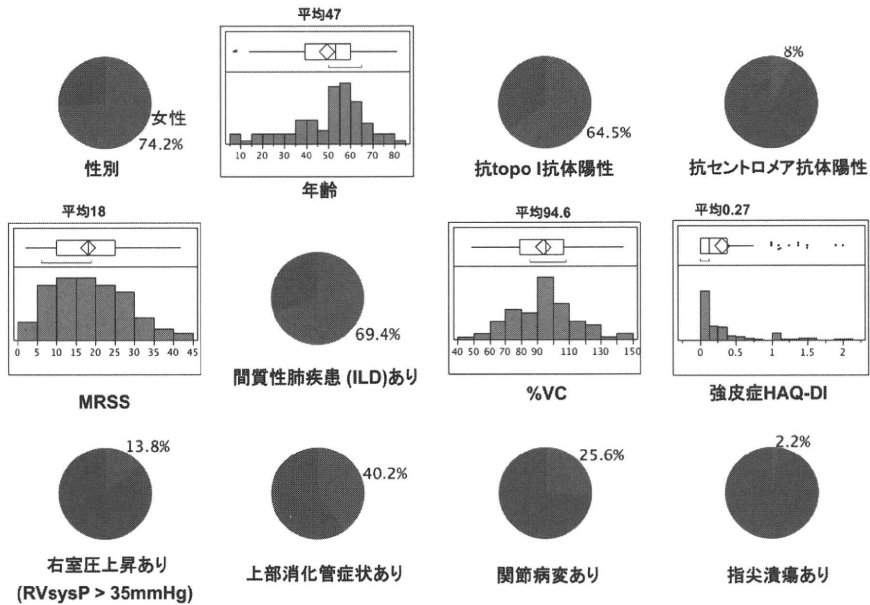 平均47
女性
74.2%
性別
10 20 30 40 50 60 70 80
年齢
64.5%
抗topo I抗体陽性
8%
抗セントロメア抗体陽性
平均18
0 5 10 15 20 25 30 35 40 45
MRSS
69.4%
間質性肺疾患 (ILD)あり
平均94.6
40 50 60 70 80 90 110 130 150
%VC
平均0.27
0 0.5 1 1.5 2
強皮症HAQ-DI
13.8%
右室圧上昇あり
(RVsysP > 35mmHg)
40.2%
上部消化管症状あり
25.6%
関節病変あり
2.2%
指尖潰瘍あり